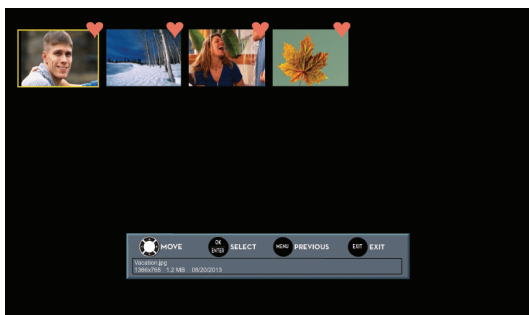 MOVE OK ENTER SELECT MENU PREVIOUS EXIT EXIT
Vacation.jpg
1366x768 1.2 MB 08/20/2013